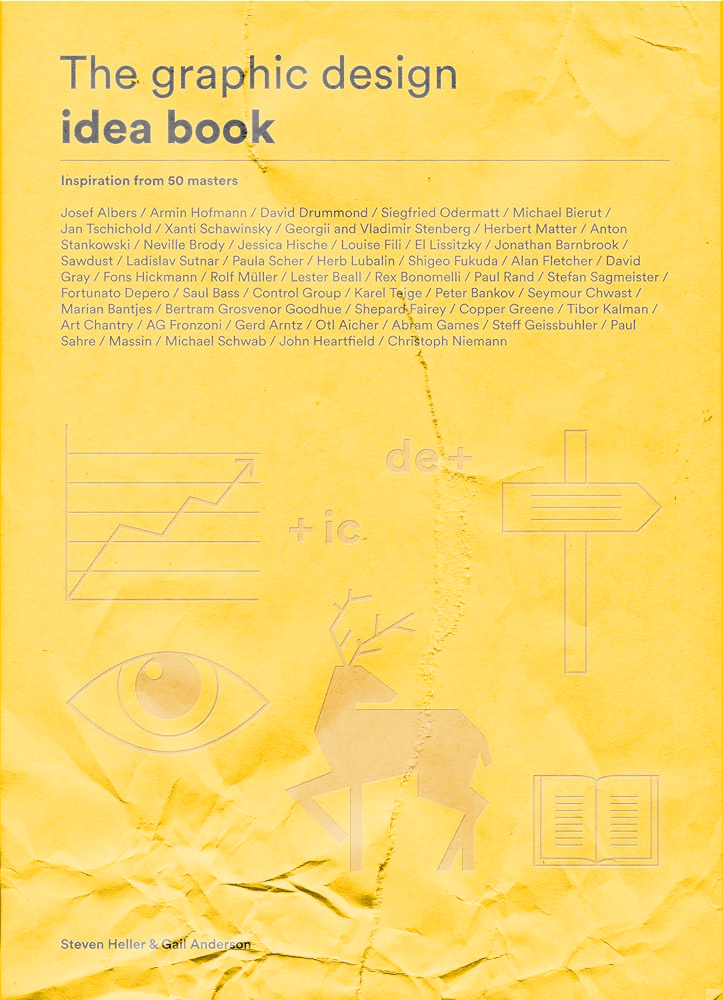 The graphic design
idea book
Inspiration from 50 masters
Josef Albers / Armin Hofmann / David Drummond / Siegfried Odermatt / Michael Bierut /
Jan Tschichold / Xanti Schawinsky / Georgii and Vladimir Stenberg / Herbert Matter / Anton
Stankowski / Neville Brody / Jessica Hische / Louise Fili / El Lissitzky / Jonathan Barnbrook /
Sawdust / Ladislav Sutnar / Paula Scher / Herb Lubalin / Shigeo Fukuda / Alan Fletcher / David
Gray / Fons Hickmann / Rolf Müller / Lester Beall / Rex Bonomelli / Paul Rand / Stefan Sagmeister /
Fortunato Depero / Saul Bass / Control Group / Karel Teige / Peter Bankov / Seymour Chwast /
Marian Bantjes / Bertram Grosvenor Goodhue / Shepard Fairey / Copper Greene / Tibor Kalman /
Art Chantry / AG Fronzoni / Gerd Arntz / Otl Aicher / Abram Games / Steff Geissbuhler / Paul
Sahre / Massin / Michael Schwab / John Heartfield / Christoph Niemann
de +
+ ic
Steven Heller & Gail Anderson